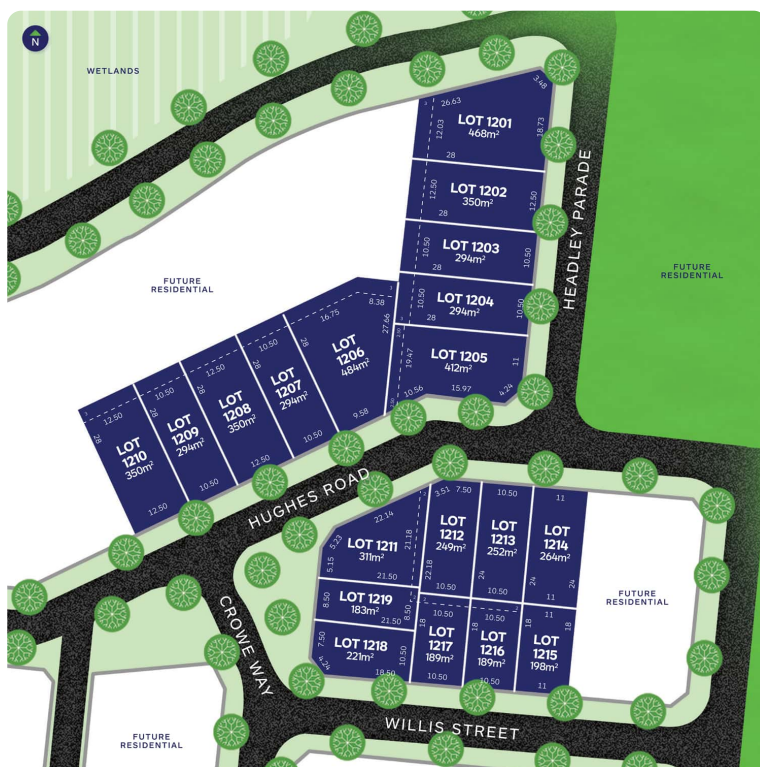 N
WETLANDS
3.48
26.63
LOT 1201
468m²
12.03
18.73
28
LOT 1202
350m²
12.50
12.50
28
HEADLEY PARADE
LOT 1203
294m²
10.50
10.50
28
FUTURE
RESIDENTIAL
FUTURE
RESIDENTIAL
LOT 1204
294m²
10.50
10.50
28
8.38
16.75
27.66
LOT
1206
484m²
9.58
LOT 1205
412m²
19.47
11
10.56
15.97
4.24
10.50
28
LOT
1207
294m²
10.50
12.50
28
LOT
1208
350m²
12.50
10.50
28
LOT
1209
294m²
10.50
12.50
28
LOT
1210
350m²
12.50
HUGHES ROAD
22.14
5.23
5.15
LOT 1211
311m²
21.18
21.50
3.51
7.50
LOT
1212
249m²
22.18
10.50
10.50
LOT
1213
252m²
24
10.50
11
LOT
1214
264m²
24
24
11
8.50
LOT 1219
183m²
8.50
21.50
7.50
LOT 1218
221m²
10.50
4.24
18.50
10.50
18
LOT
1217
189m²
10.50
10.50
18
LOT
1216
189m²
10.50
11
18
18
LOT
1215
198m²
11
FUTURE
RESIDENTIAL
CROWE WAY
WILLIS STREET
FUTURE
RESIDENTIAL